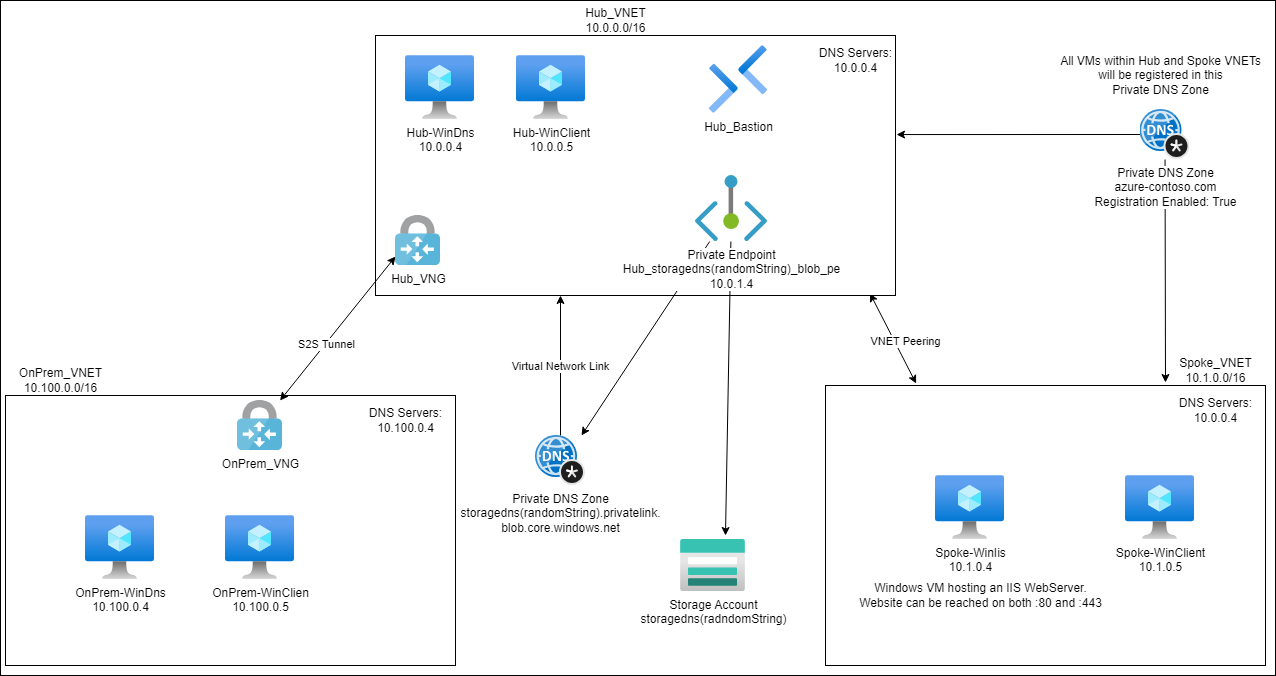 Hub_VNET
10.0.0.0/16
DNS Servers:
10.0.0.4
Hub-WinDns
10.0.0.4
Hub-WinClient
10.0.0.5
Hub_Bastion
All VMs within Hub and Spoke VNETs
will be registered in this
Private DNS Zone
DNS
Private DNS Zone
azure-contoso.com
Registration Enabled: True
Hub_VNG
Private Endpoint
Hub_storagedns(randomString)_blob_pe
10.0.1.4
S2S Tunnel
Virtual Network Link
VNET Peering
OnPrem_VNET
10.100.0.0/16
DNS Servers:
10.100.0.4
OnPrem_VNG
OnPrem-WinDns
10.100.0.4
OnPrem-WinClien
10.100.0.5
DNS
Private DNS Zone
storagedns(randomString).privatelink.
blob.core.windows.net
Storage Account
storagedns(radndomString)
Spoke_VNET
10.1.0.0/16
DNS Servers:
10.0.0.4
Spoke-WinIis
10.1.0.4
Spoke-WinClient
10.1.0.5
Windows VM hosting an IIS WebServer.
Website can be reached on both :80 and :443